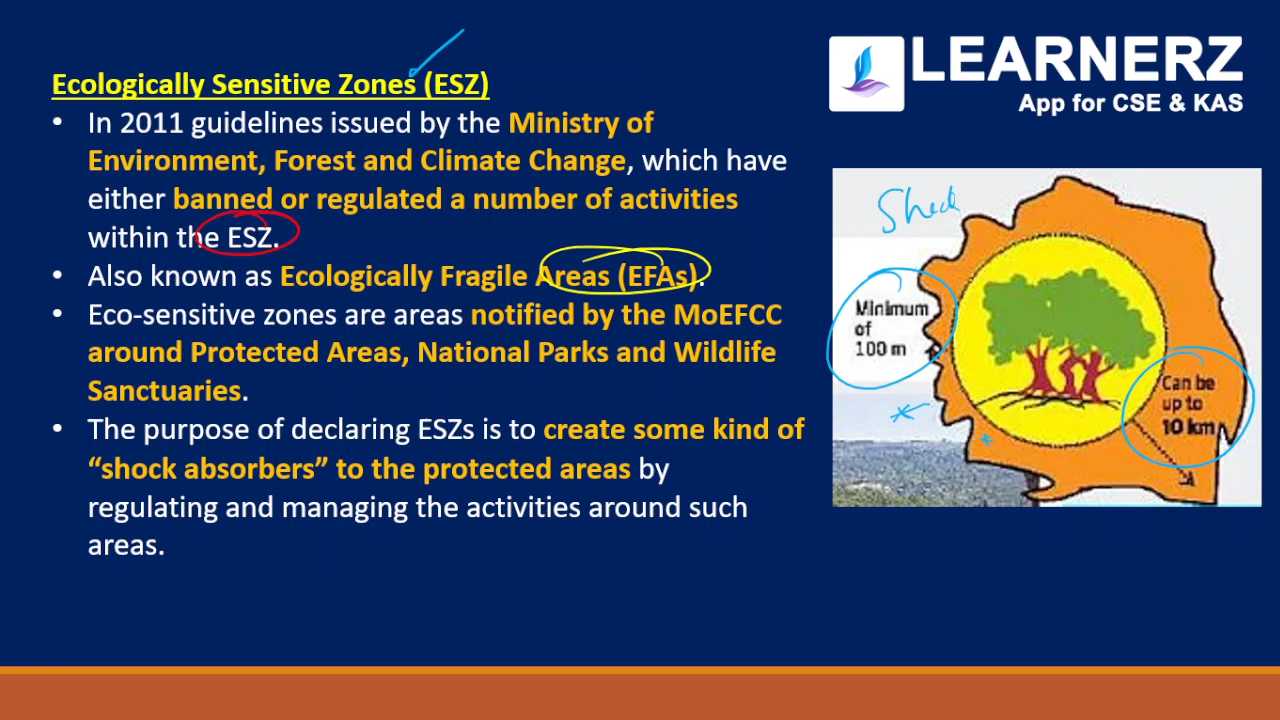 Ecologically Sensitive Zones (ESZ)
• In 2011 guidelines issued by the Ministry of
Environment, Forest and Climate Change, which have
either banned or regulated a number of activities
within the ESZ.
• Also known as Ecologically Fragile Areas (EFAs).
• Eco-sensitive zones are areas notified by the MoEFCC
around Protected Areas, National Parks and Wildlife
Sanctuaries.
• The purpose of declaring ESZs is to create some kind of
“shock absorbers” to the protected areas by
regulating and managing the activities around such
areas.
LEARNERZ
App for CSE & KAS
Minimum
of
100 m
Can be
up to
10 km